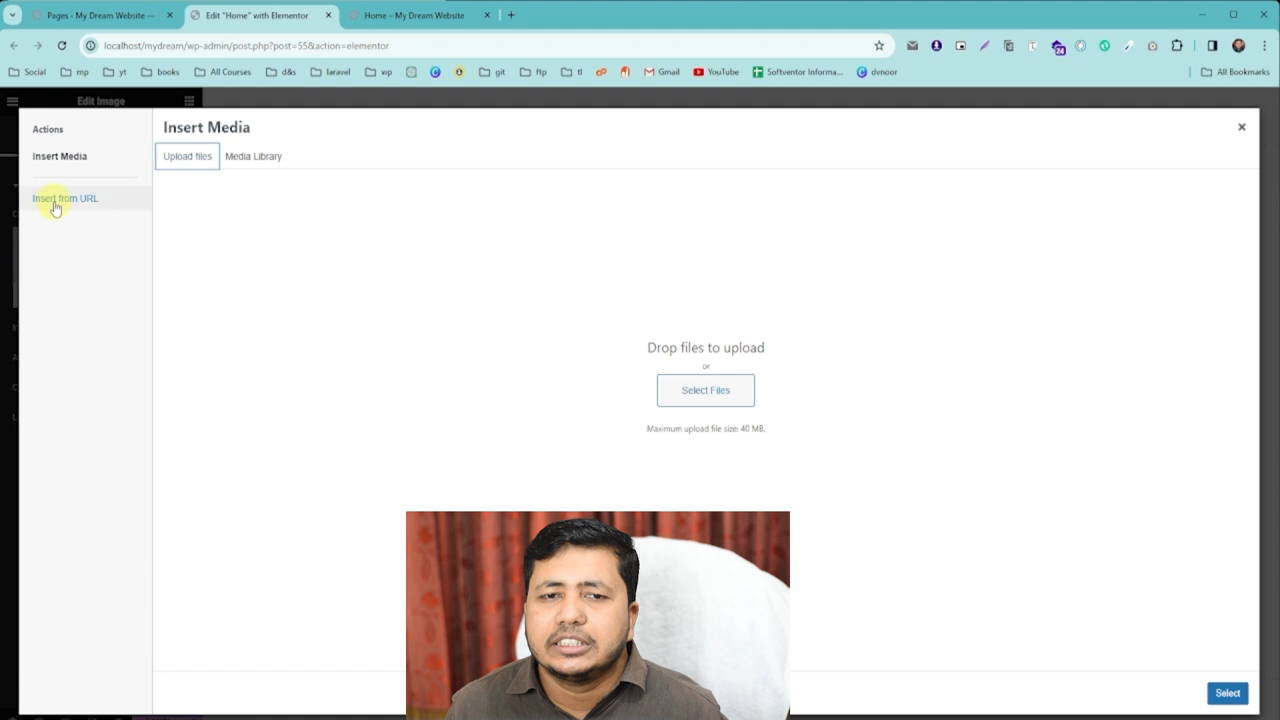 Pages ‹ My Dream Website —
Edit "Home" with Elementor
Home – My Dream Website
localhost/mydream/wp-admin/post.php?post=55&action=elementor
Social
mp
yt
books
All Courses
d&s
laravel
wp
git
ftp
tl
Gmail
YouTube
Softventor Informa...
dvnoor
All Bookmarks
Edit Image
Actions
Insert Media
Insert from URL
Insert Media
Upload files
Media Library
Drop files to upload
or
Select Files
Maximum upload file size: 40 MB.
Select